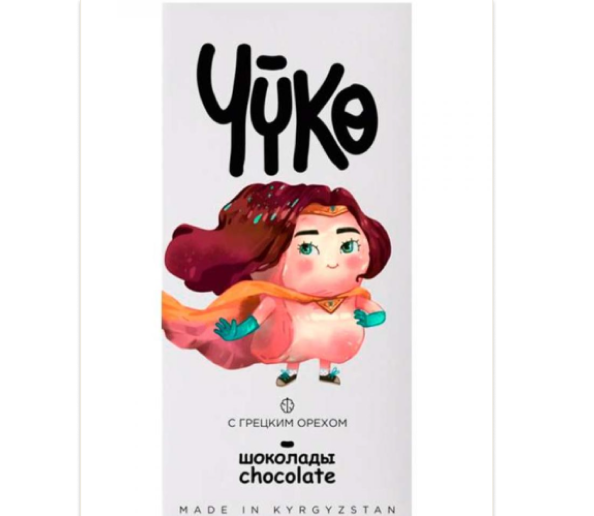 Чүкө
С ГРЕЦКИМ ОРЕХОМ
шоколады
chocolate
MADE IN KYRGYZSTAN